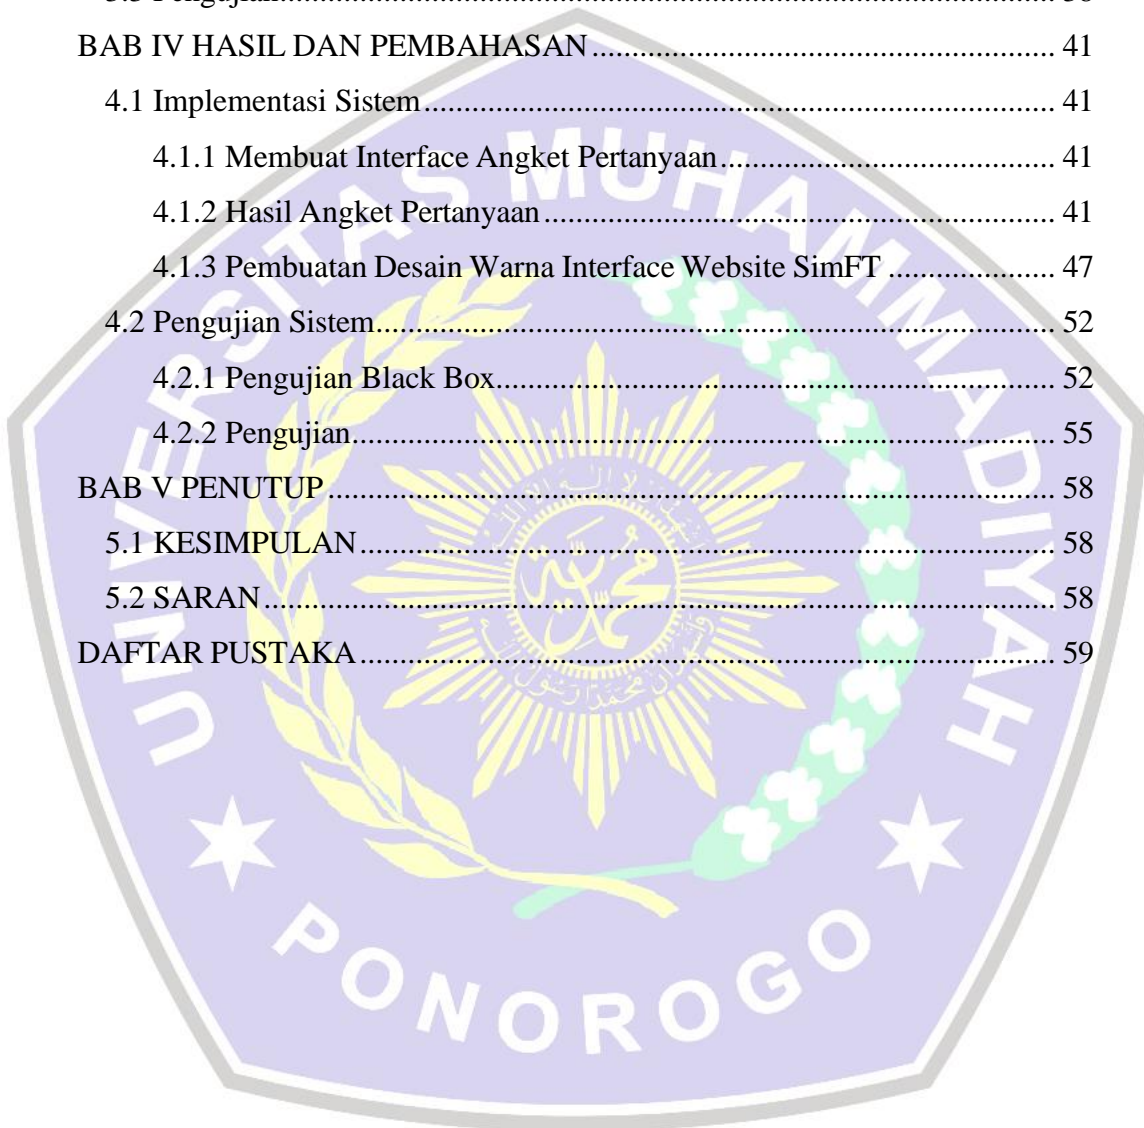 BAB IV HASIL DAN PEMBAHASAN ........ 41
4.1 Implementasi Sistem ........ 41
4.1.1 Membuat Interface Angket Pertanyaan ........ 41
4.1.2 Hasil Angket Pertanyaan ........ 41
4.1.3 Pembuatan Desain Warna Interface Website SimFT ........ 47
4.2 Pengujian Sistem ........ 52
4.2.1 Pengujian Black Box ........ 52
4.2.2 Pengujian ........ 55
BAB V PENUTUP ........ 58
5.1 KESIMPULAN ........ 58
5.2 SARAN ........ 58
DAFTAR PUSTAKA ........ 59
UNIVERSITAS MUHAMMADIYAH
PONOROGO